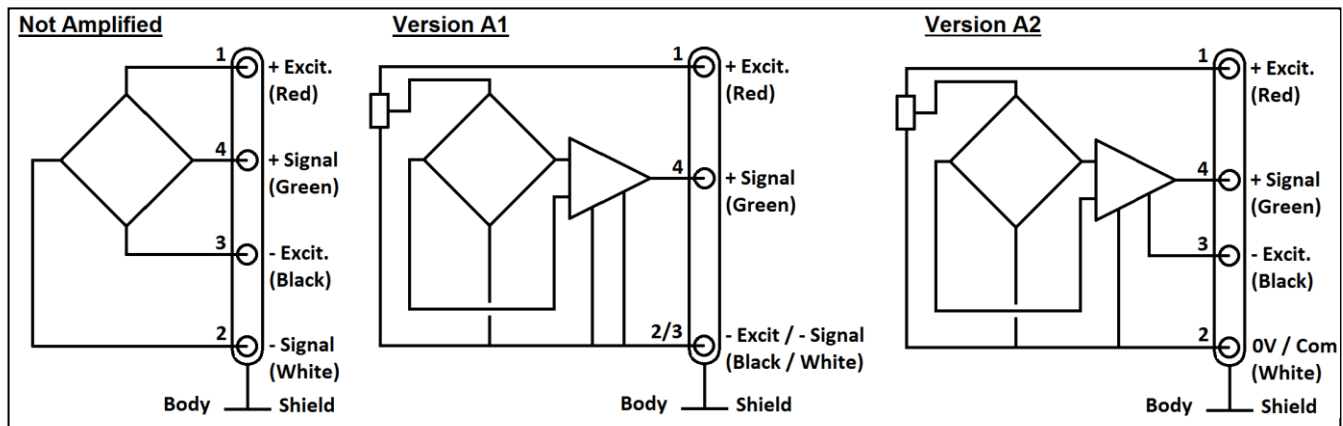 Not Amplified
1
+ Excit.
(Red)
4
+ Signal
(Green)
3
- Excit.
(Black)
2
- Signal
(White)
Body
Shield
Version A1
1
+ Excit.
(Red)
4
+ Signal
(Green)
2/3
- Excit / - Signal
(Black / White)
Body
Shield
Version A2
1
+ Excit.
(Red)
4
+ Signal
(Green)
3
- Excit.
(Black)
2
0V / Com
(White)
Body
Shield